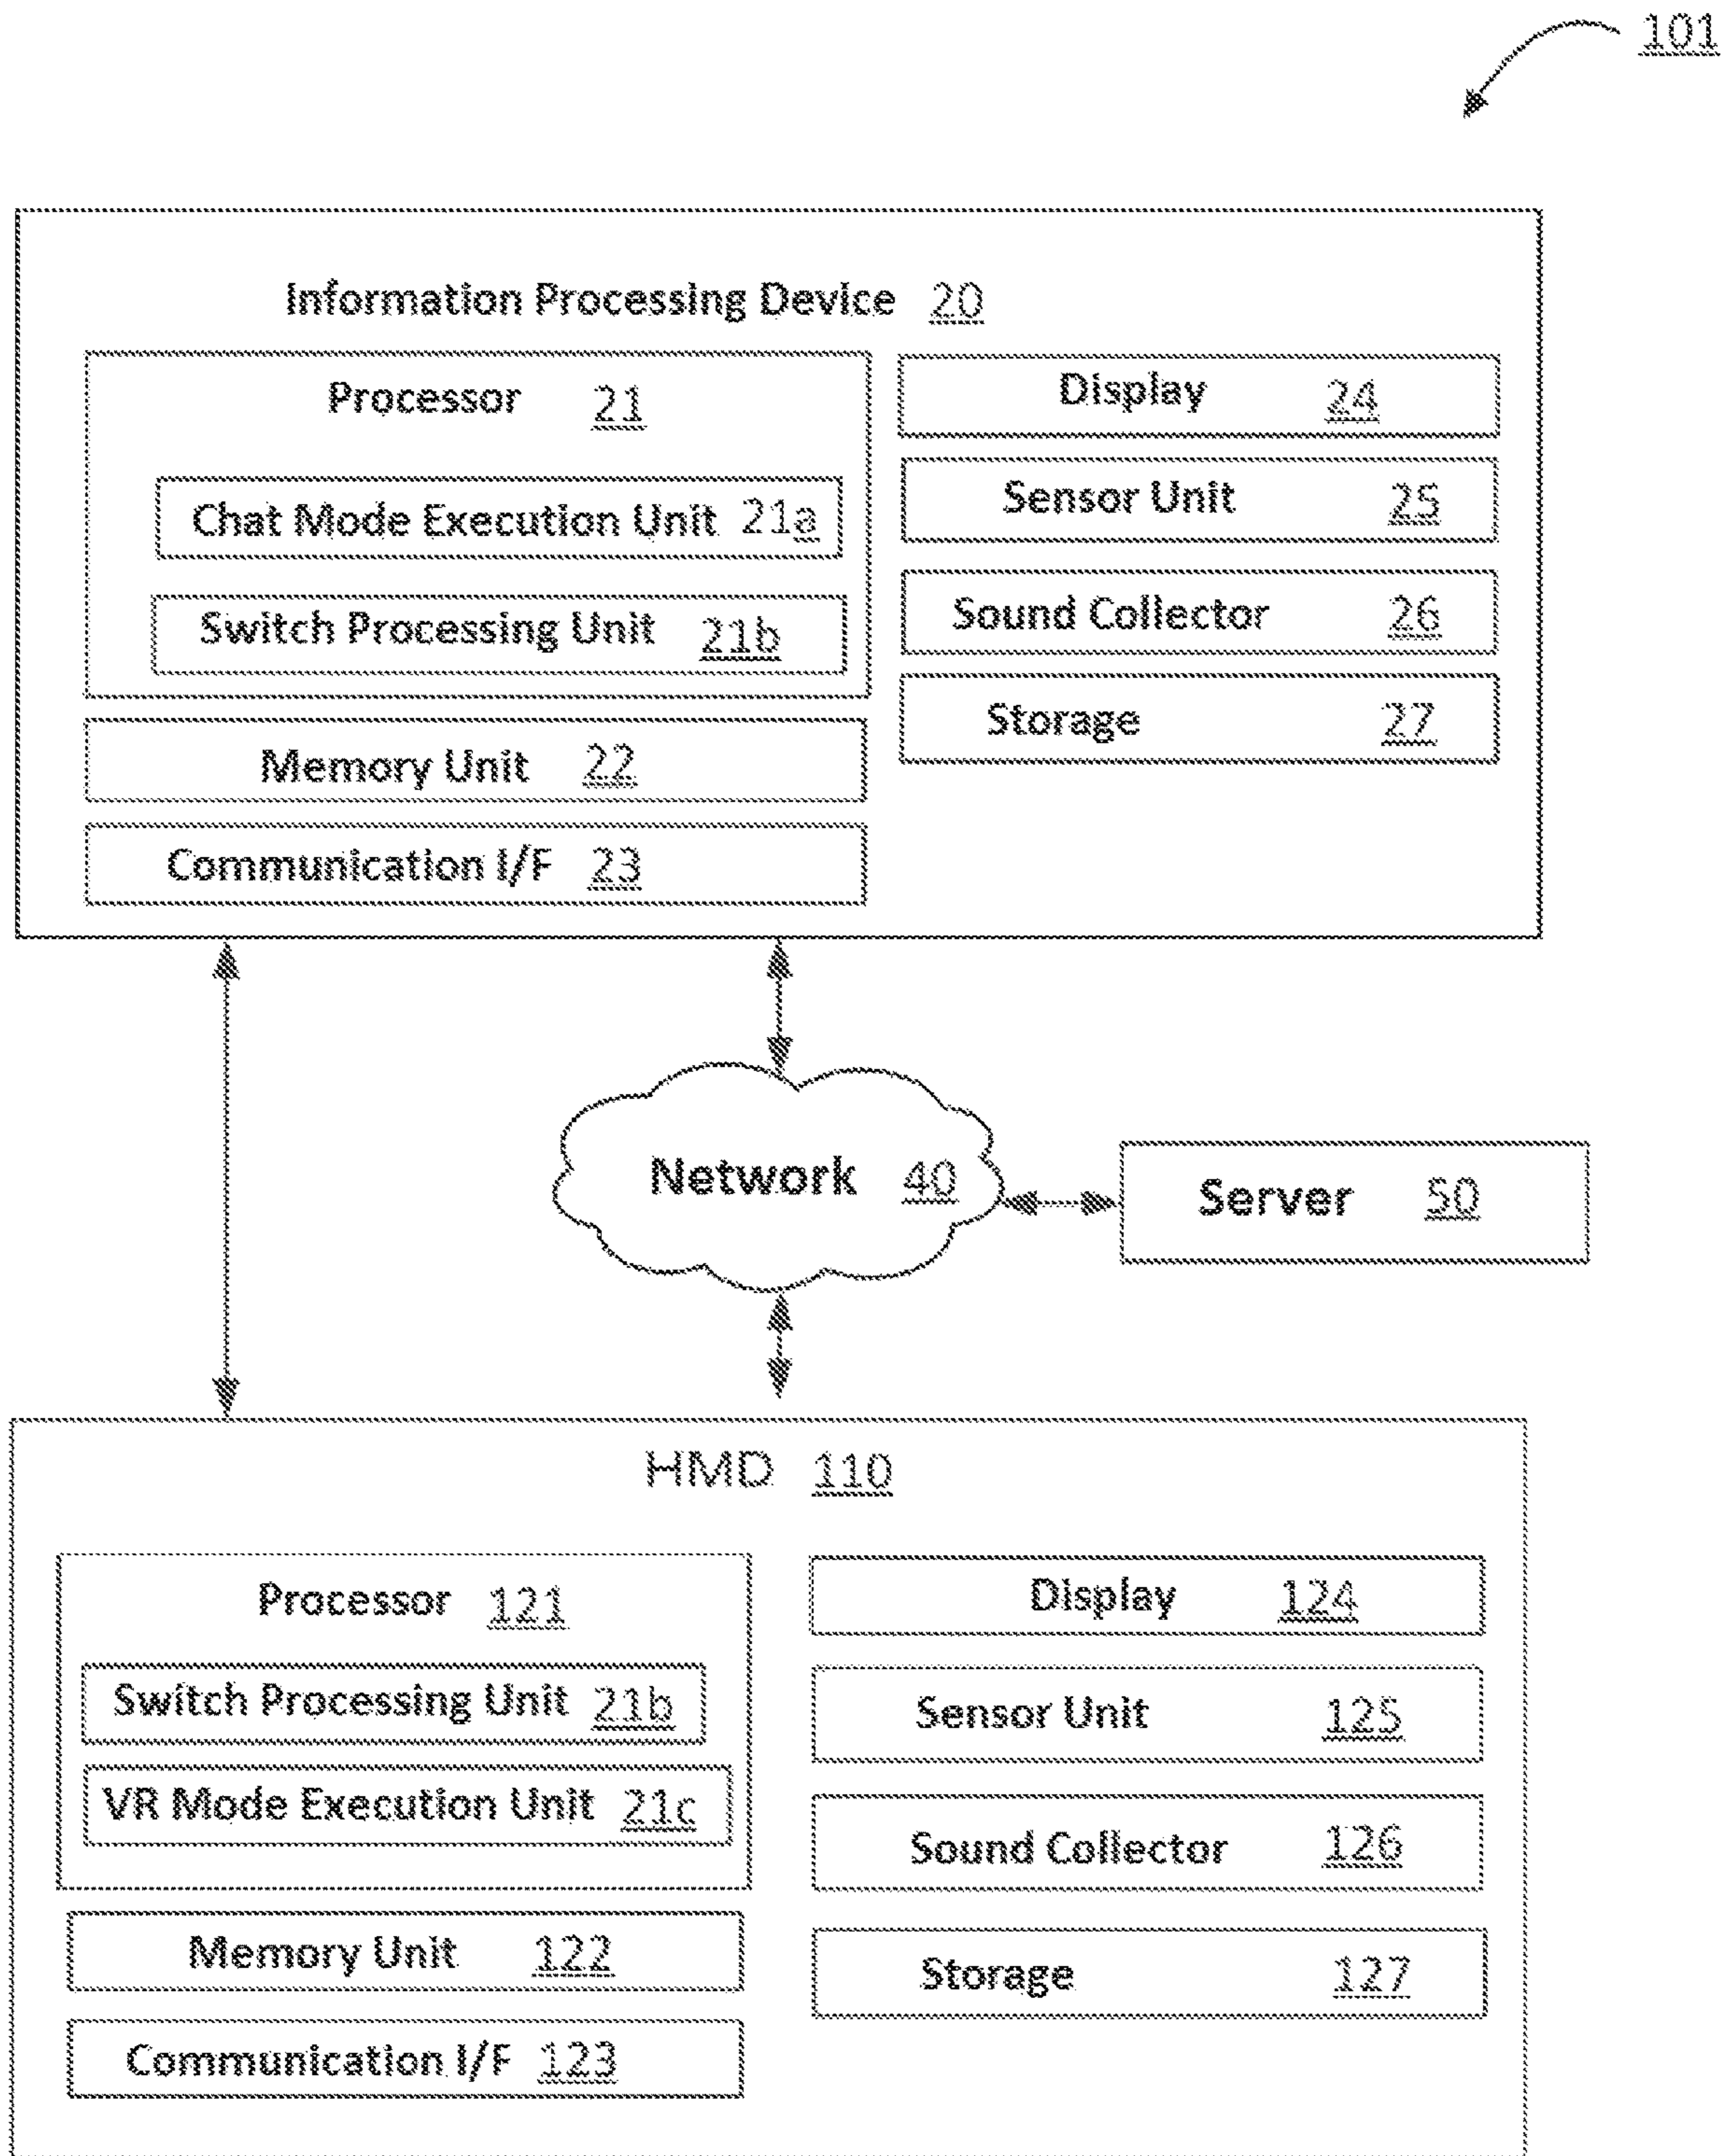 101
Information Processing Device 20
Processor 21
Chat Mode Execution Unit 21a
Switch Processing Unit 21b
Memory Unit 22
Communication I/F 23
Display 24
Sensor Unit 25
Sound Collector 26
Storage 27
Network 40
Server 50
HMD 110
Processor 121
Switch Processing Unit 21b
VR Mode Execution Unit 21c
Memory Unit 122
Communication I/F 123
Display 124
Sensor Unit 125
Sound Collector 126
Storage 127